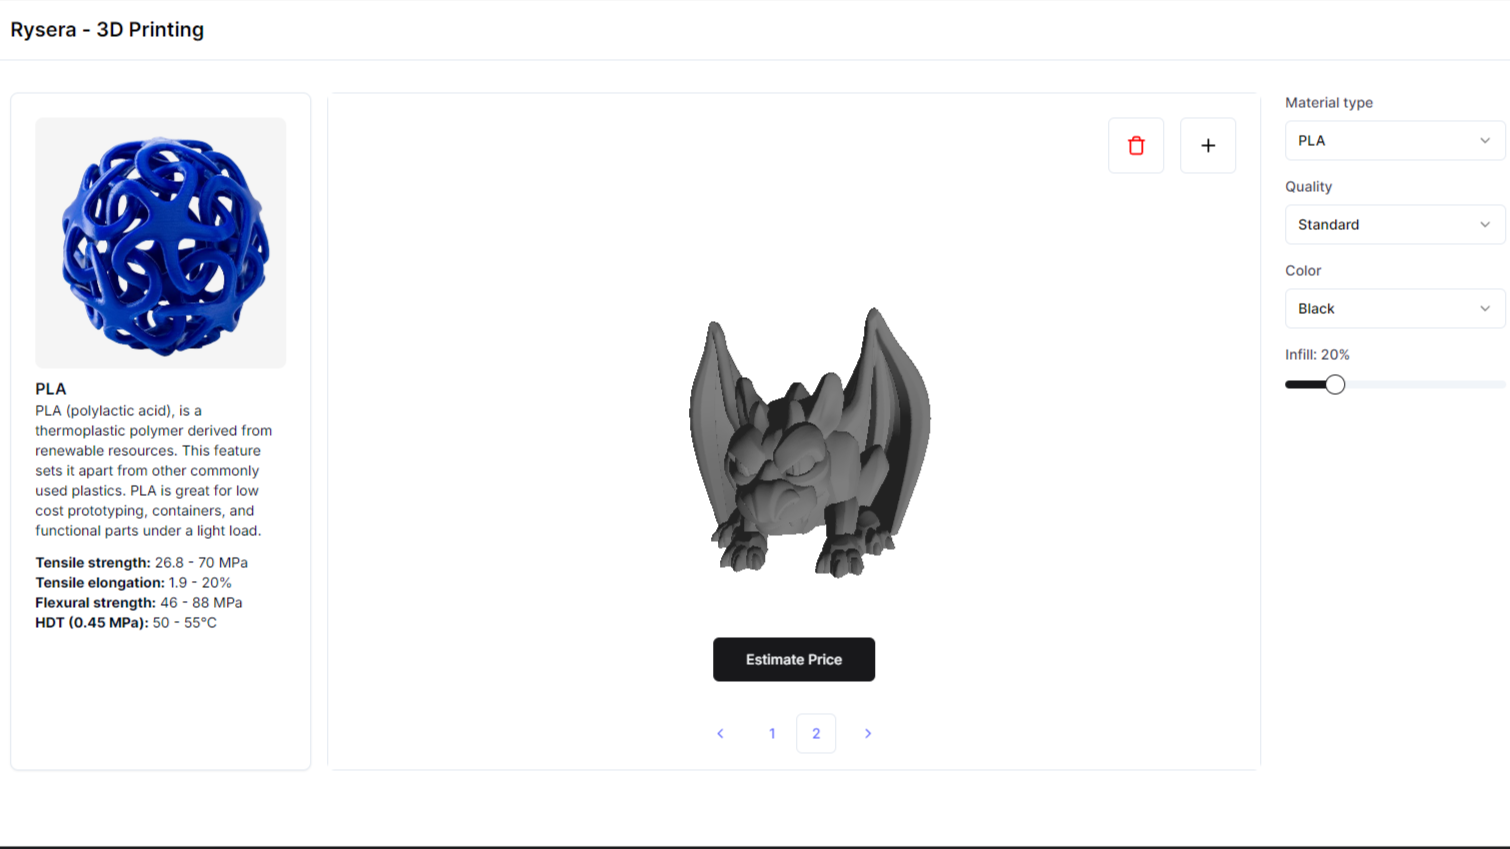 Rysera - 3D Printing
PLA
PLA (polylactic acid), is a
thermoplastic polymer derived from
renewable resources. This feature
sets it apart from other commonly
used plastics. PLA is great for low
cost prototyping, containers, and
functional parts under a light load.
Tensile strength: 26.8 - 70 MPa
Tensile elongation: 1.9 - 20%
Flexural strength: 46 - 88 MPa
HDT (0.45 MPa): 50 - 55°C
Estimate Price
1 2
Material type
PLA
Quality
Standard
Color
Black
Infill: 20%